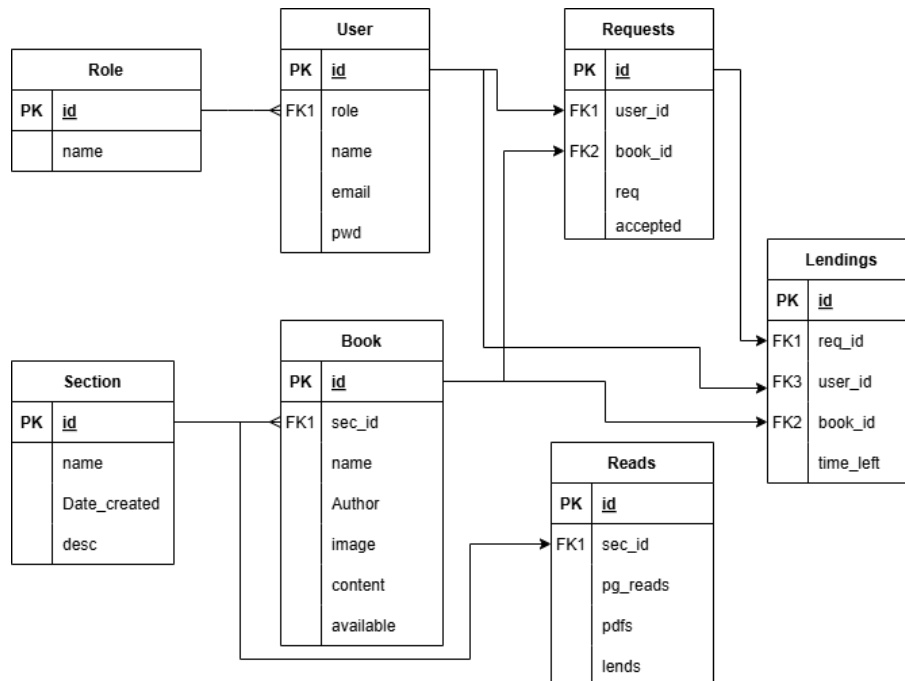 Role
PK id
name
User
PK id
FK1 role
name
email
pwd
Requests
PK id
FK1 user_id
FK2 book_id
req
accepted
Lendings
PK id
FK1 req_id
FK3 user_id
FK2 book_id
time_left
Section
PK id
name
Date_created
desc
Book
PK id
FK1 sec_id
name
Author
image
content
available
Reads
PK id
FK1 sec_id
pg_reads
pdfs
lends